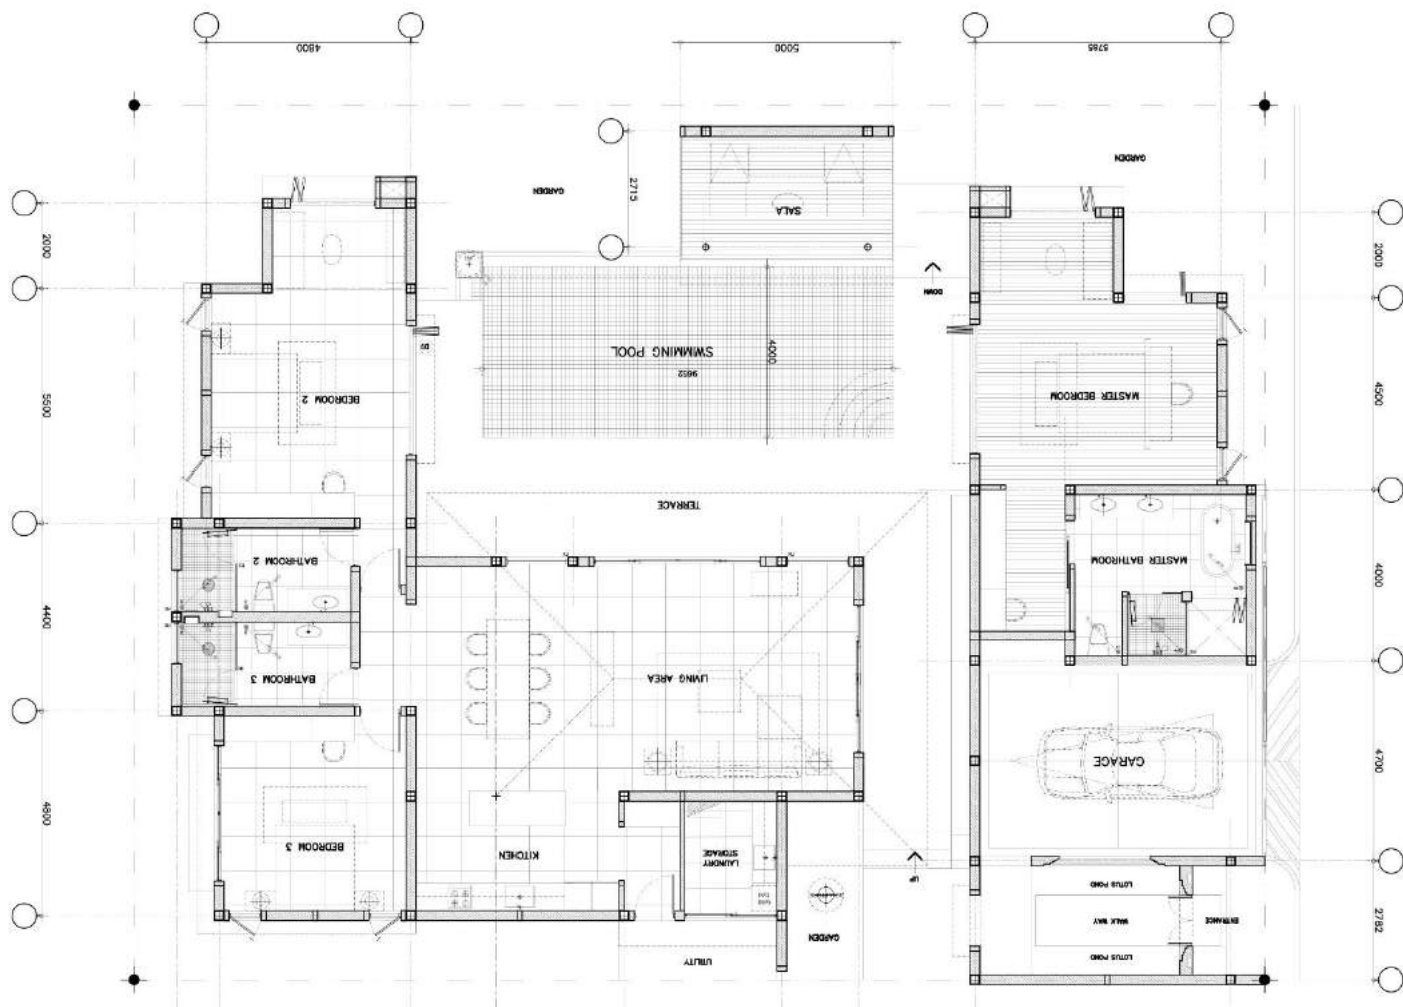 4800
5000
GARDEN
GARDEN
2715
SALA
2000
2000
DOWN
SWIMMING POOL
4000
9652
BEDROOM 2
MASTER BEDROOM
5500
4500
TERRACE
BATHROOM 2
MASTER BATHROOM
4000
4400
BATHROOM 3
LIVING AREA
GARAGE
4700
4800
BEDROOM 3
KITCHEN
LAUNDRY
STORAGE
UP
LOTUS POND
WALK WAY
ENTRANCE
2782
GARDEN
LOTUS POND
UTILITY